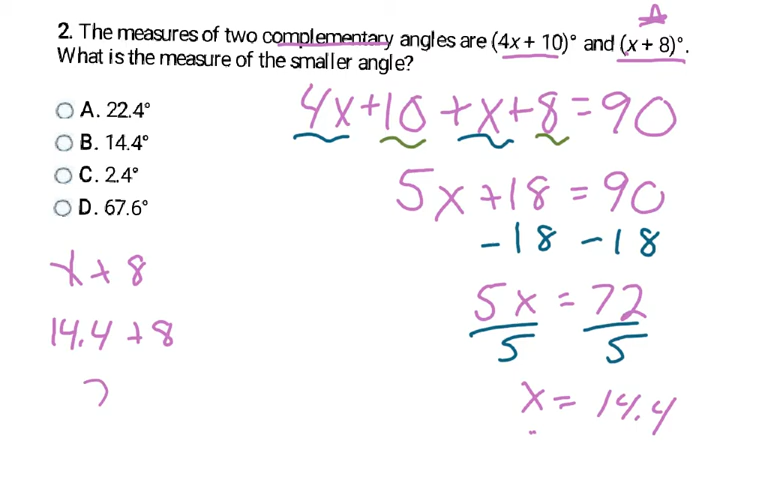 A
2. The measures of two complementary angles are (4x + 10)° and (x + 8)°.
What is the measure of the smaller angle?
4x+10 +x+8=90
A. 22.4°
B. 14.4°
C. 2.4°
D. 67.6°
5x+18=90
-18 -18
5x=72
5 5
x=14.4
x+8
14.4+8
2